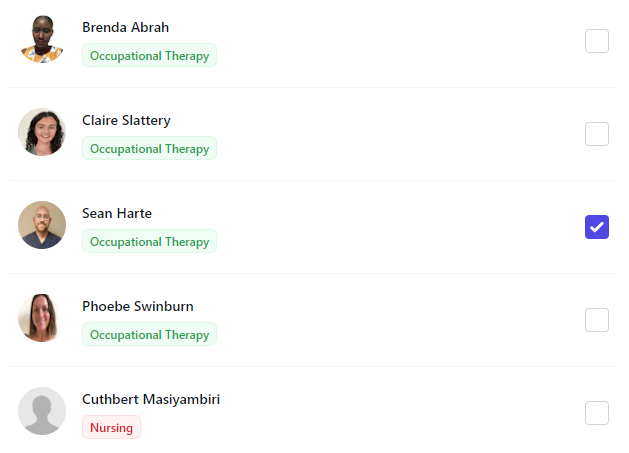 Brenda Abrah
Occupational Therapy
Claire Slattery
Occupational Therapy
Sean Harte
Occupational Therapy
Phoebe Swinburn
Occupational Therapy
Cuthbert Masiyambiri
Nursing